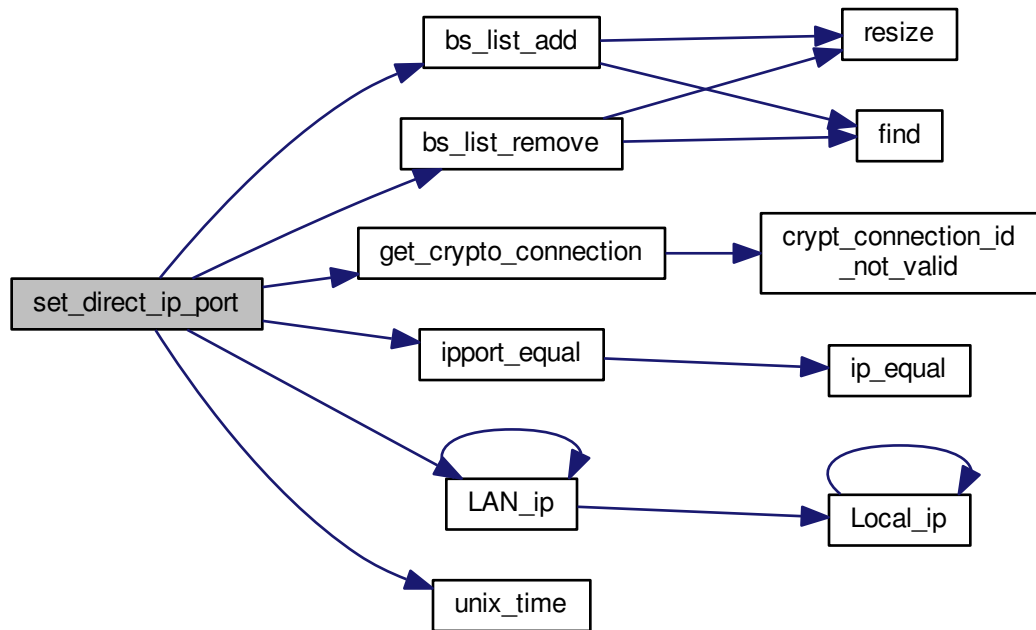 set_direct_ip_port
bs_list_add
bs_list_remove
get_crypto_connection
ipport_equal
LAN_ip
unix_time
resize
find
crypt_connection_id
_not_valid
ip_equal
Local_ip